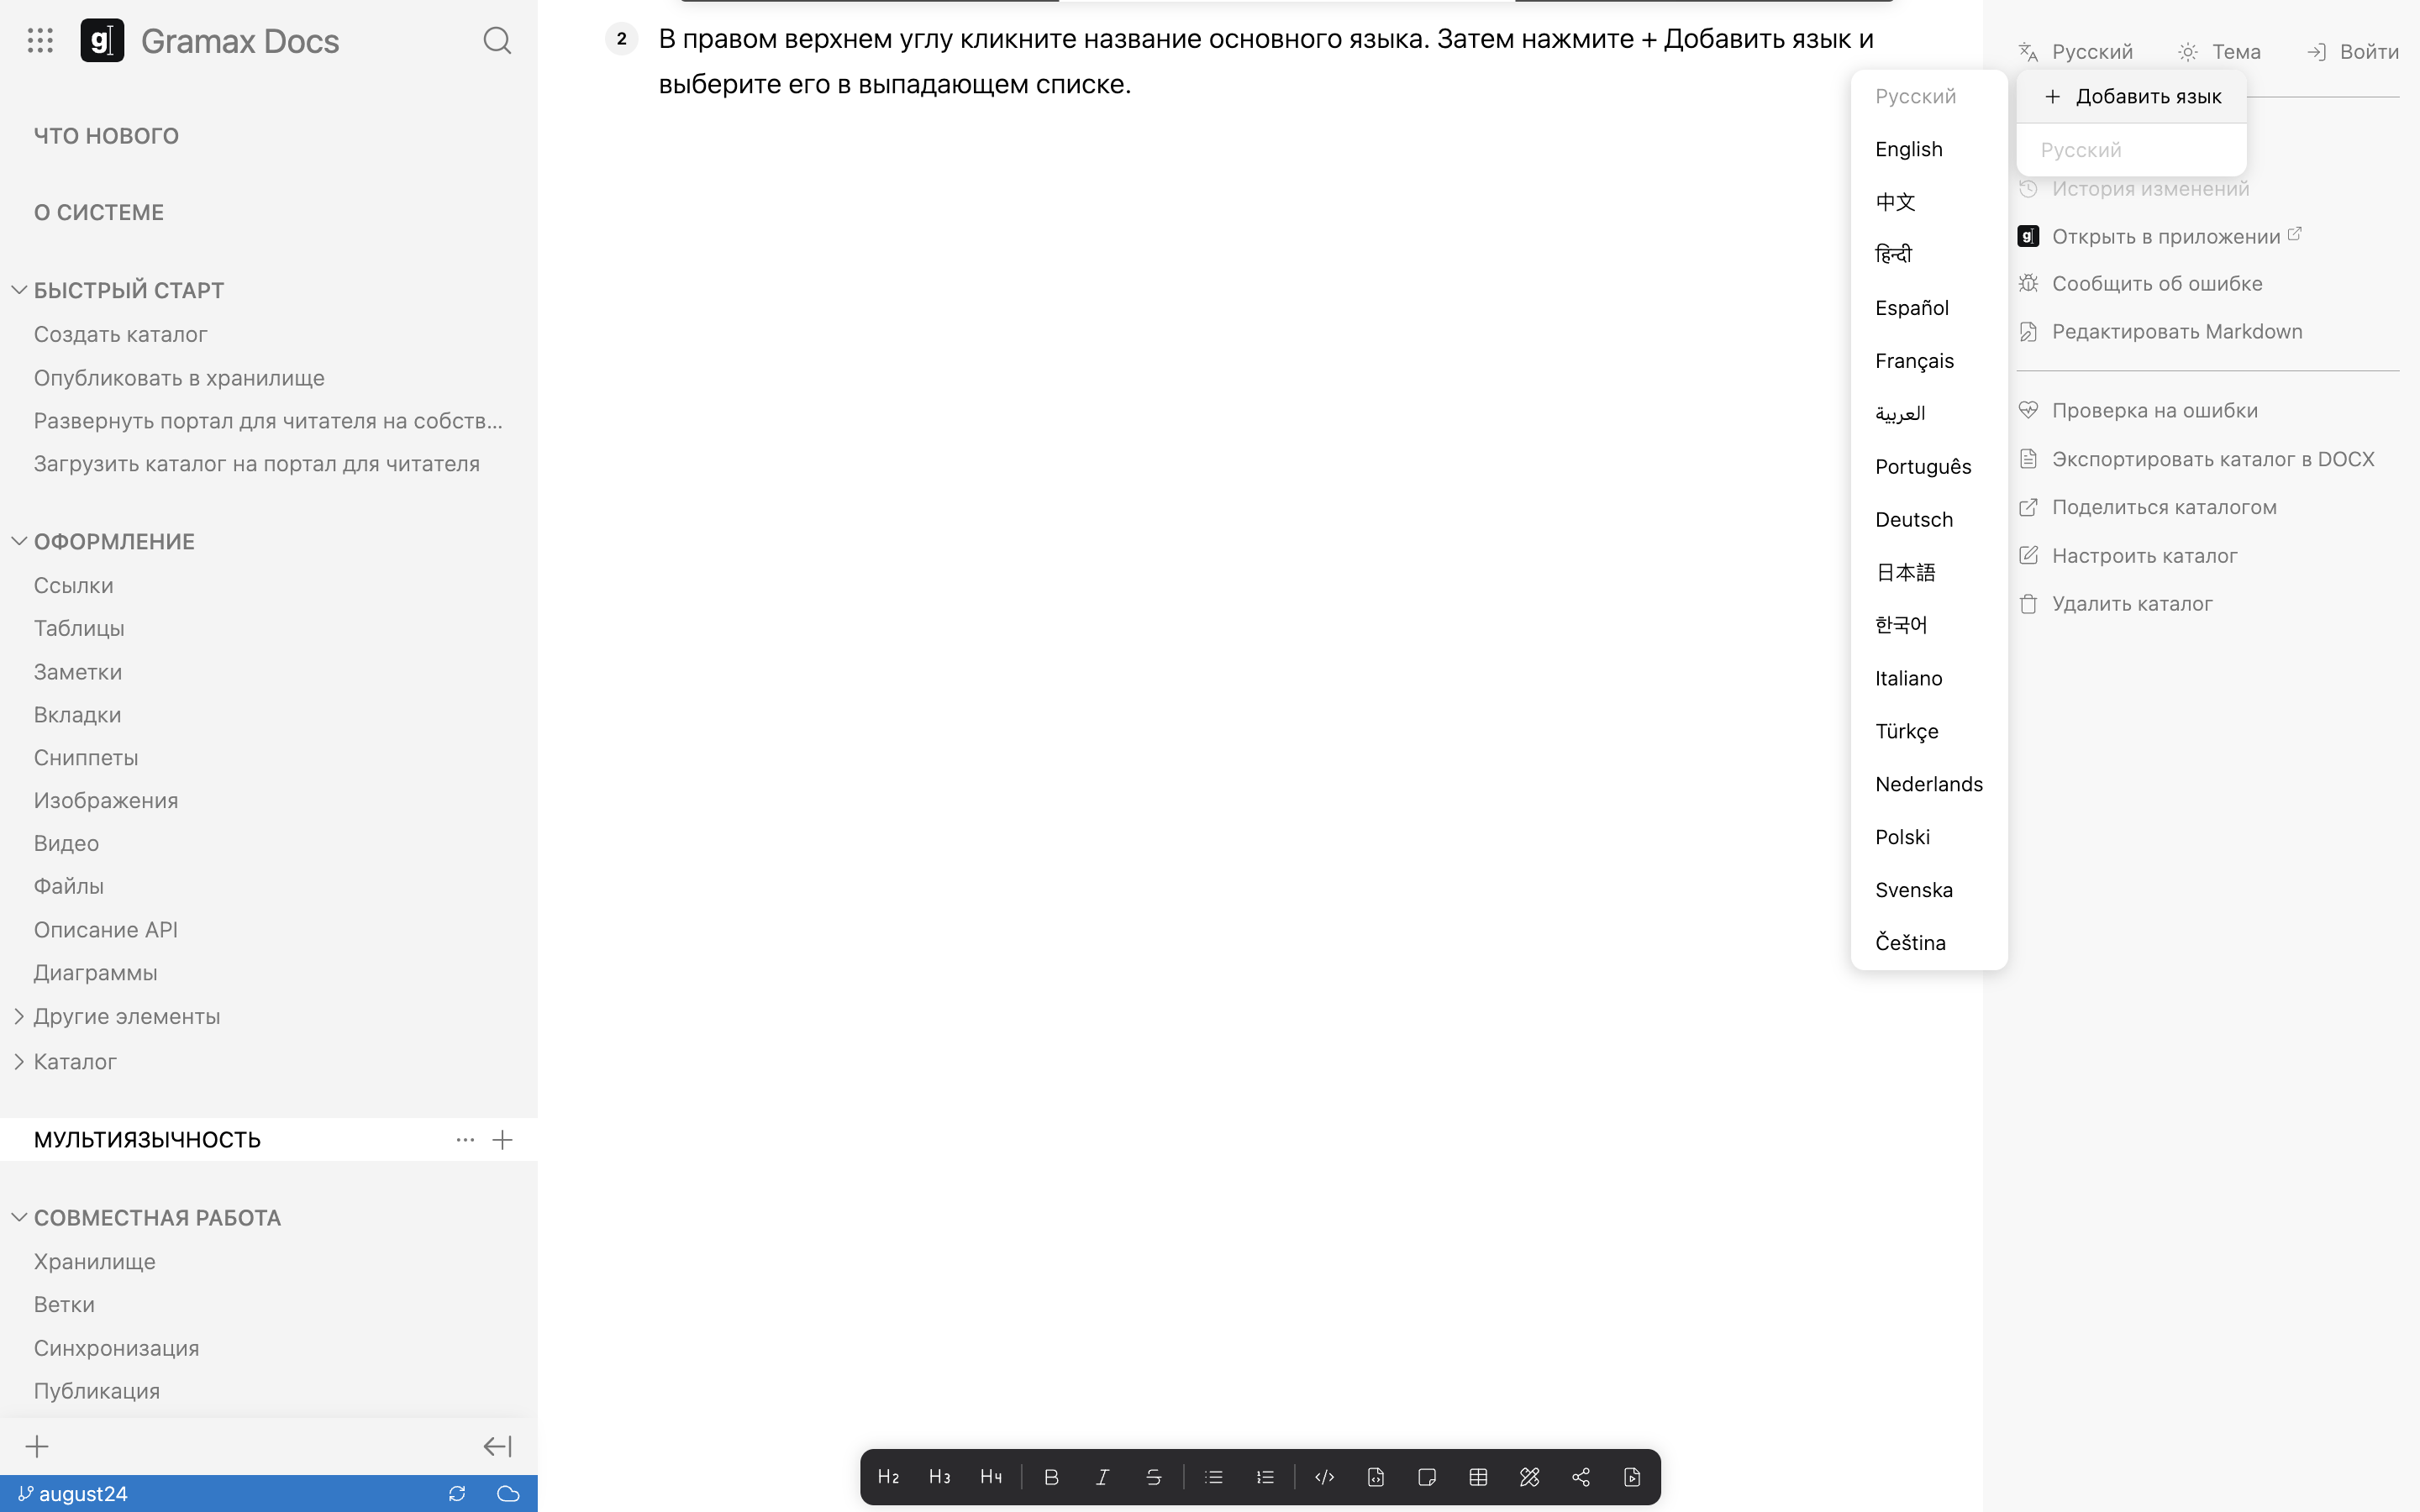 Gramax Docs
ЧТО НОВОГО
О СИСТЕМЕ
БЫСТРЫЙ СТАРТ
Создать каталог
Опубликовать в хранилище
Развернуть портал для читателя на собств...
Загрузить каталог на портал для читателя
ОФОРМЛЕНИЕ
Ссылки
Таблицы
Заметки
Вкладки
Сниппеты
Изображения
Видео
Файлы
Описание API
Диаграммы
Другие элементы
Каталог
МУЛЬТИЯЗЫЧНОСТЬ
СОВМЕСТНАЯ РАБОТА
Хранилище
Ветки
Синхронизация
Публикация
august24
2 В правом верхнем углу кликните название основного языка. Затем нажмите + Добавить язык и
выберите его в выпадающем списке.
Русский
English
中文
हिन्दी
Español
Français
العربية
Português
Deutsch
日本語
한국어
Italiano
Türkçe
Nederlands
Polski
Svenska
Čeština
Русский Тема Войти
+ Добавить язык
Русский
История изменений
Открыть в приложении
Сообщить об ошибке
Редактировать Markdown
Проверка на ошибки
Экспортировать каталог в DOCX
Поделиться каталогом
Настроить каталог
Удалить каталог
H2 H3 H4 B I S